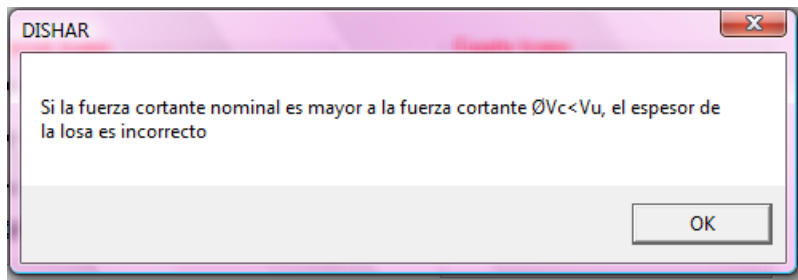 DISHAR
Si la fuerza cortante nominal es mayor a la fuerza cortante ØVc<Vu, el espesor de
la losa es incorrecto
OK